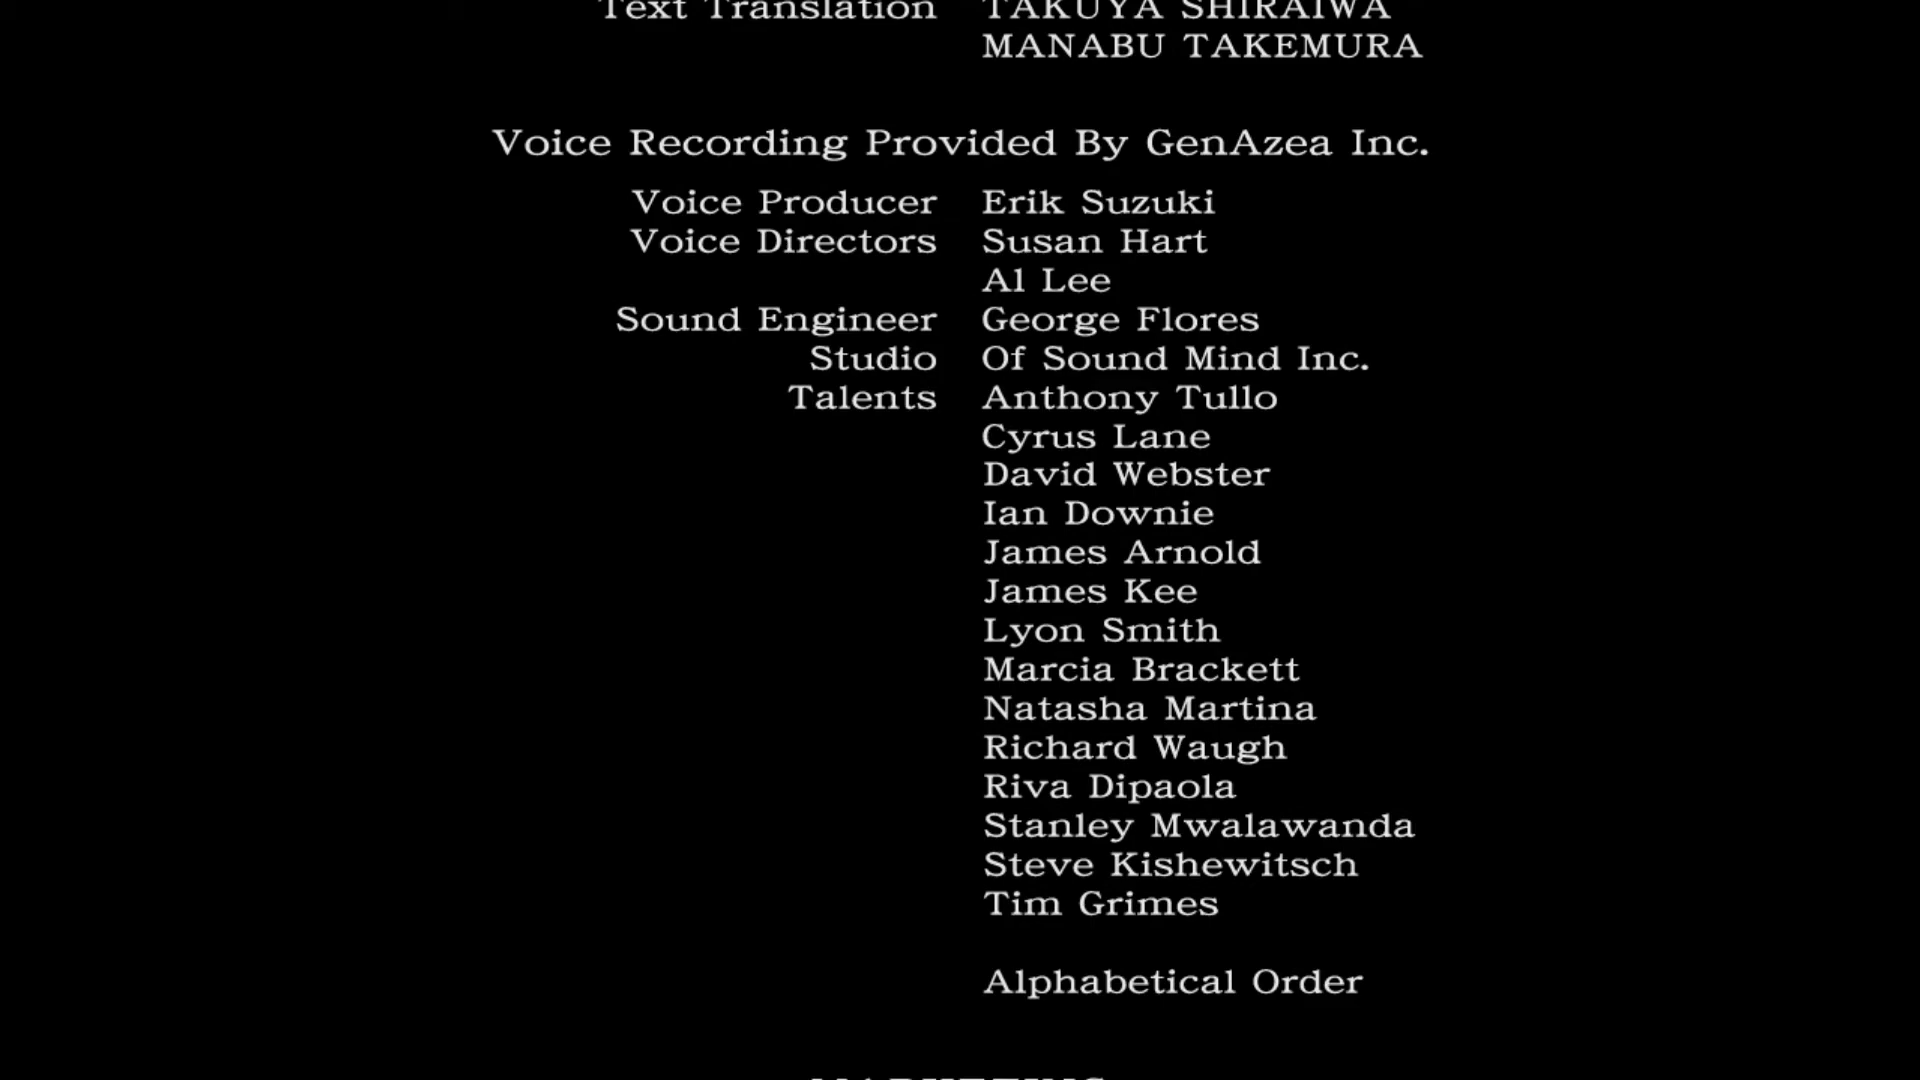 Text Translation TAKUYA SHIRAIWA
MANABU TAKEMURA
Voice Recording Provided By GenAzea Inc.
Voice Producer Erik Suzuki
Voice Directors Susan Hart
Al Lee
Sound Engineer George Flores
Studio Of Sound Mind Inc.
Talents Anthony Tullo
Cyrus Lane
David Webster
Ian Downie
James Arnold
James Kee
Lyon Smith
Marcia Brackett
Natasha Martina
Richard Waugh
Riva Dipaola
Stanley Mwalawanda
Steve Kishewitsch
Tim Grimes
Alphabetical Order